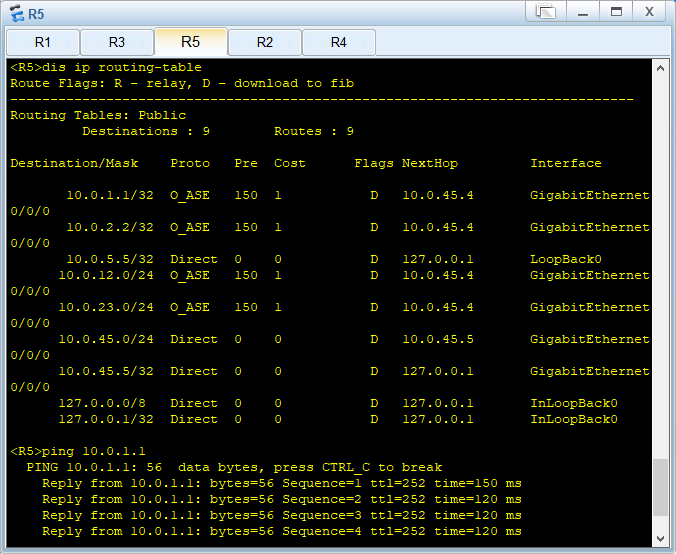 R5
R1 R3 R5 R2 R4
<R5>dis ip routing-table
Route Flags: R - relay, D - download to fib
------------------------------------------------------------------------------
Routing Tables: Public
         Destinations : 9        Routes : 9
Destination/Mask    Proto   Pre  Cost      Flags NextHop         Interface
       10.0.1.1/32  O_ASE   150  1           D   10.0.45.4       GigabitEthernet
0/0/0
       10.0.2.2/32  O_ASE   150  1           D   10.0.45.4       GigabitEthernet
0/0/0
       10.0.5.5/32  Direct  0    0           D   127.0.0.1       LoopBack0
      10.0.12.0/24  O_ASE   150  1           D   10.0.45.4       GigabitEthernet
0/0/0
      10.0.23.0/24  O_ASE   150  1           D   10.0.45.4       GigabitEthernet
0/0/0
      10.0.45.0/24  Direct  0    0           D   10.0.45.5       GigabitEthernet
0/0/0
      10.0.45.5/32  Direct  0    0           D   127.0.0.1       GigabitEthernet
0/0/0
      127.0.0.0/8   Direct  0    0           D   127.0.0.1       InLoopBack0
      127.0.0.1/32  Direct  0    0           D   127.0.0.1       InLoopBack0
<R5>ping 10.0.1.1
  PING 10.0.1.1: 56  data bytes, press CTRL_C to break
    Reply from 10.0.1.1: bytes=56 Sequence=1 ttl=252 time=150 ms
    Reply from 10.0.1.1: bytes=56 Sequence=2 ttl=252 time=120 ms
    Reply from 10.0.1.1: bytes=56 Sequence=3 ttl=252 time=120 ms
    Reply from 10.0.1.1: bytes=56 Sequence=4 ttl=252 time=120 ms